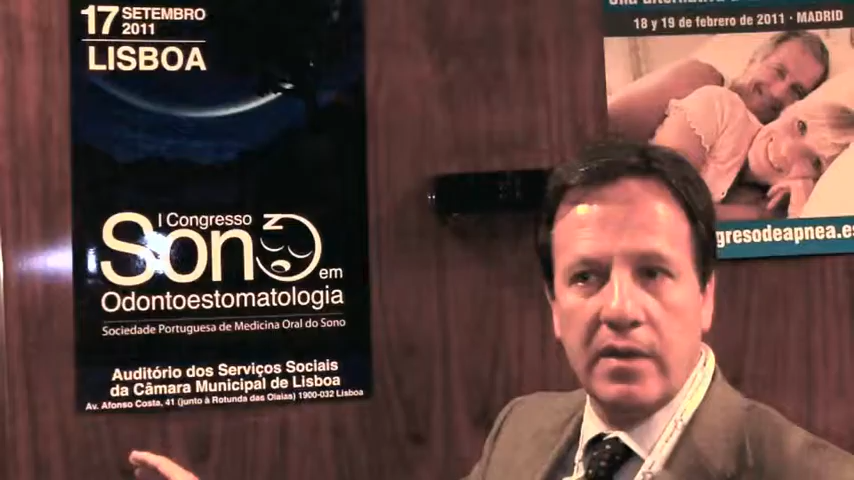 17 SETEMBRO
2011
LISBOA
I Congresso
Sono em
Odontoestomatologia
Sociedade Portuguesa de Medicina Oral do Sono
Auditório dos Serviços Sociais
da Câmara Municipal de Lisboa
Av. Afonso Costa, 41 (junto à Rotunda das Olaias) 1900-032 Lisboa
18 y 19 de febrero de 2011 · MADRID
gresodeapnea.es